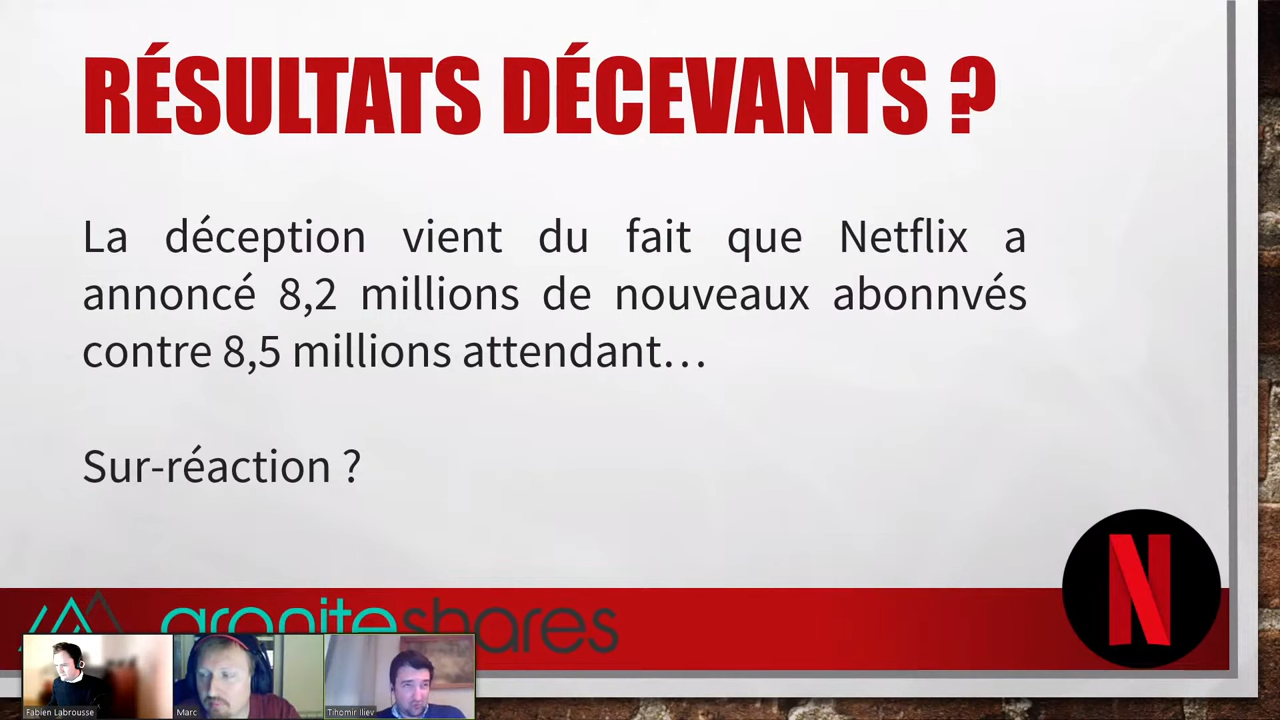 RÉSULTATS DÉCEVANTS ?
La déception vient du fait que Netflix a
annoncé 8,2 millions de nouveaux abonnvés
contre 8,5 millions attendant…
Sur-réaction ?
graniteshares
N
Fabien Labrousse
Marc
Tihomir Iliev